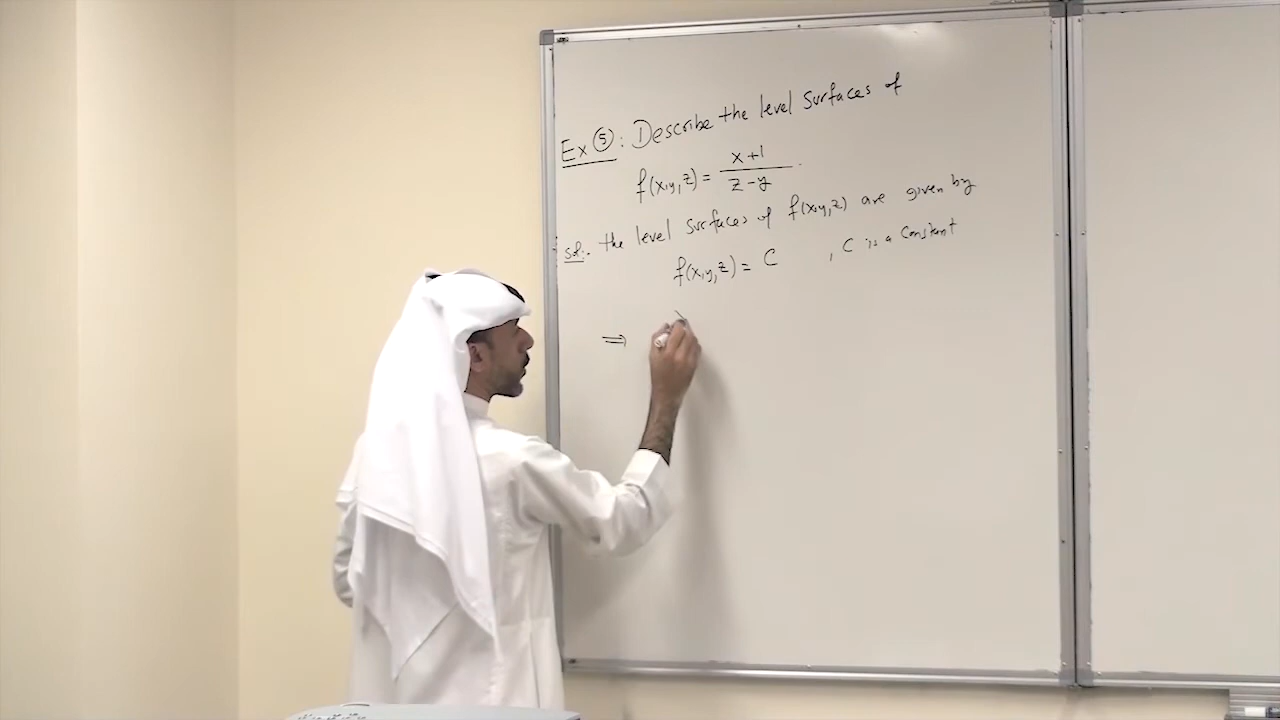 Ex ⑤: Describe the level surfaces of
f(x,y,z) = x+1 / z-y .
sol:. the level surfaces of f(x,y,z) are given by
f(x,y,z) = C , C is a constant
⇒